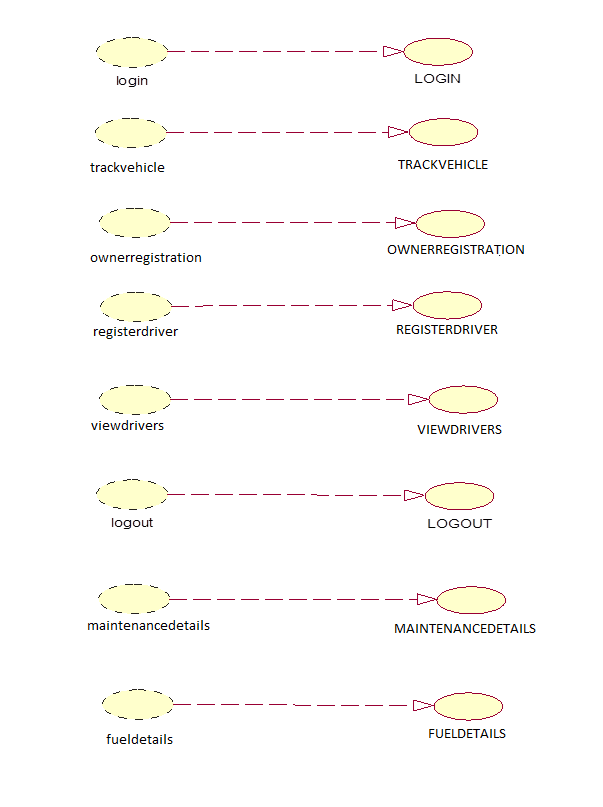 login
LOGIN
trackvehicle
TRACKVEHICLE
ownerregistration
OWNERREGISTRATION
registerdriver
REGISTERDRIVER
viewdrivers
VIEWDRIVERS
logout
LOGOUT
maintenancedetails
MAINTENANCEDETAILS
fueldetails
FUELDETAILS